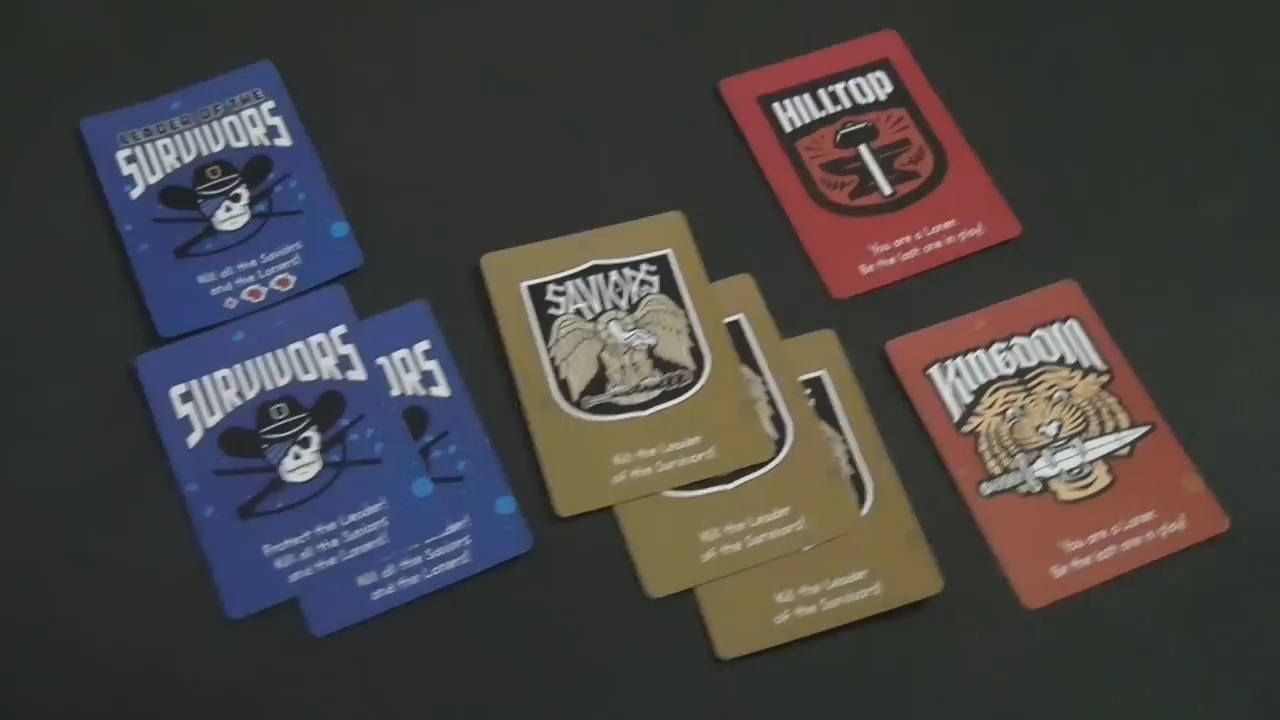 LEADER OF THE
SURVIVORS
Kill all the Saviors
and the Loners!
SURVIVORS
Protect the Leader!
Kill all the Saviors
and the Loners!
ORS
Leader!
Kill all the Saviors
and the Loners!
SAVIORS
Kill the Leader
of the Survivors!
Kill the Leader
of the Survivors!
Kill the Leader
of the Survivors!
HILLTOP
You are a Loner.
Be the last one in play!
KINGDOM
You are a Loner.
Be the last one in play!